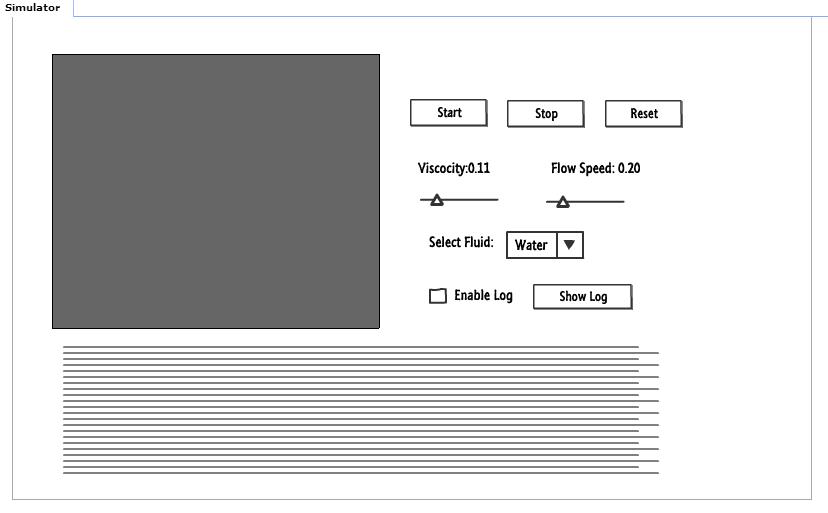 Simulator
Start Stop Reset
Viscocity:0.11 Flow Speed: 0.20
Select Fluid: Water
Enable Log Show Log